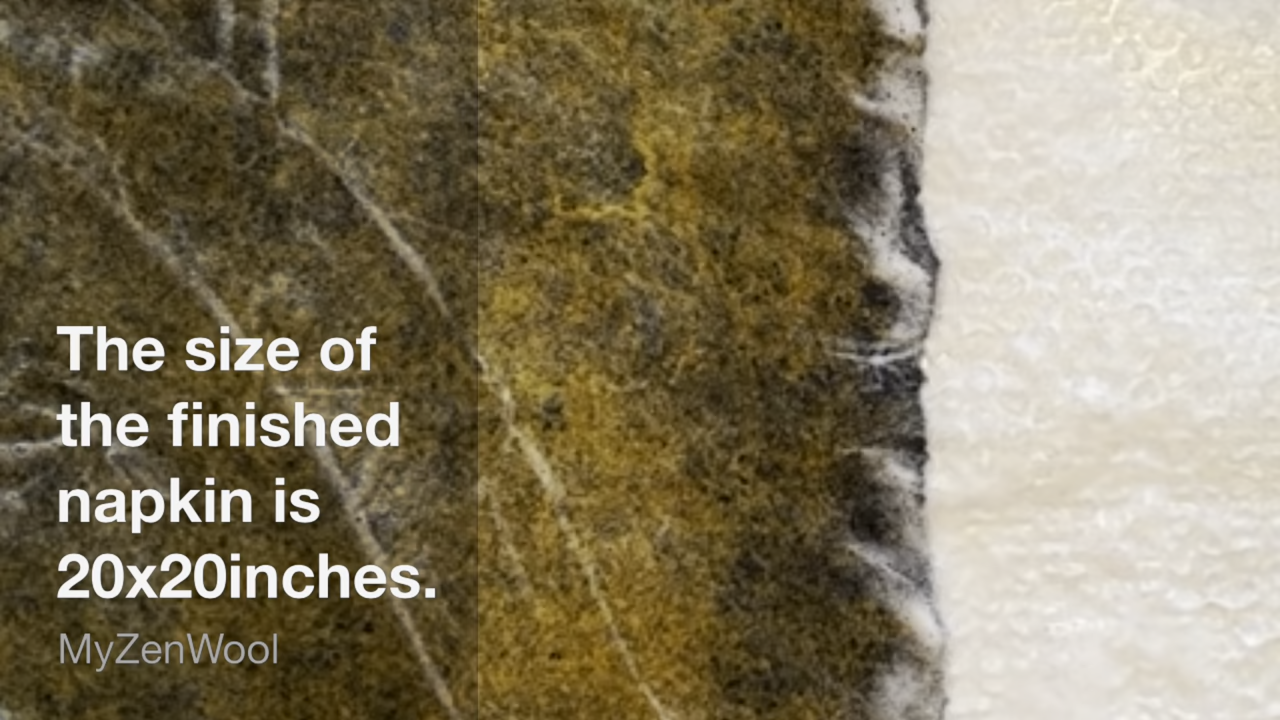 The size of
the finished
napkin is
20x20inches.
MyZenWool